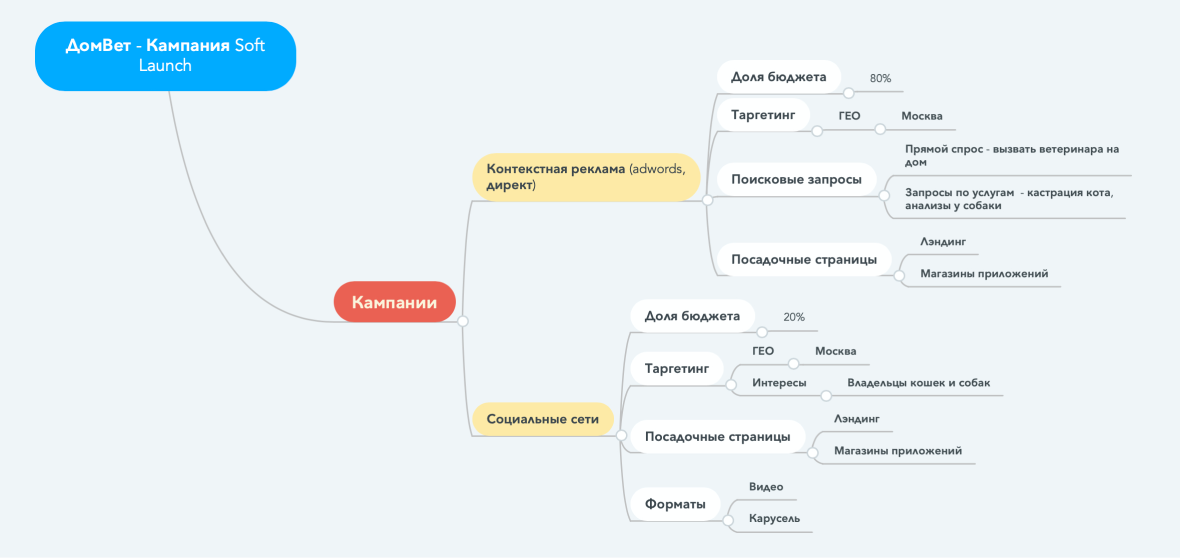 ДомВет - Кампания Soft
Launch
Кампании
Контекстная реклама (adwords,
директ)
Доля бюджета
80%
Таргетинг
ГЕО
Москва
Поисковые запросы
Прямой спрос - вызвать ветеринара на
дом
Запросы по услугам - кастрация кота,
анализы у собаки
Посадочные страницы
Лэндинг
Магазины приложений
Социальные сети
Доля бюджета
20%
Таргетинг
ГЕО
Москва
Интересы
Владельцы кошек и собак
Посадочные страницы
Лэндинг
Магазины приложений
Форматы
Видео
Карусель